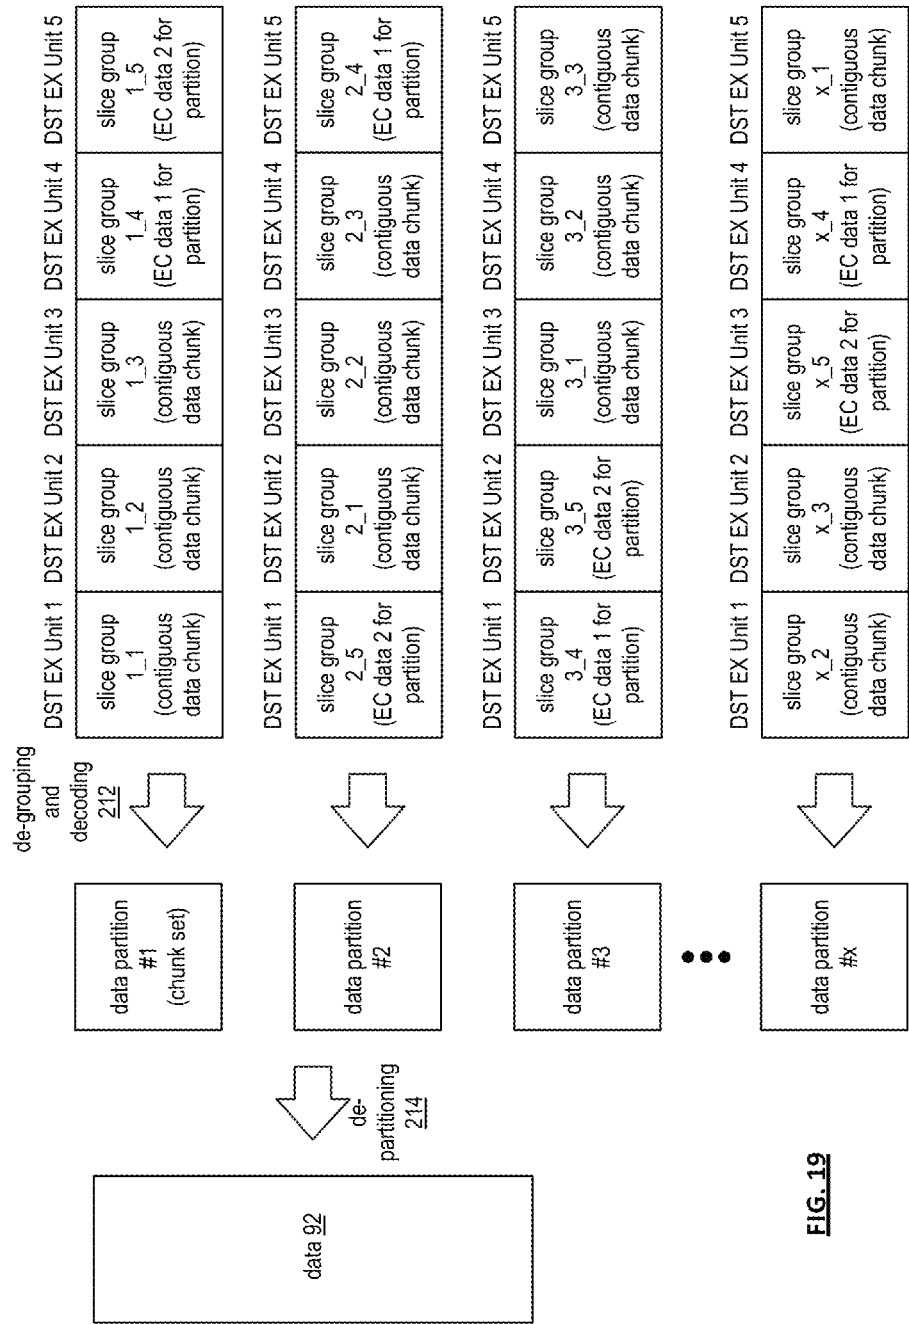 de-grouping
and
decoding
212
DST EX Unit 1
DST EX Unit 2
DST EX Unit 3
DST EX Unit 4
DST EX Unit 5
data partition
#1
(chunk set)
slice group
1_1
(contiguous
data chunk)
slice group
1_2
(contiguous
data chunk)
slice group
1_3
(contiguous
data chunk)
slice group
1_4
(EC data 1 for
partition)
slice group
1_5
(EC data 2 for
partition)
data 92
de-
partitioning
214
DST EX Unit 1
DST EX Unit 2
DST EX Unit 3
DST EX Unit 4
DST EX Unit 5
data partition
#2
slice group
2_5
(EC data 2 for
partition)
slice group
2_1
(contiguous
data chunk)
slice group
2_2
(contiguous
data chunk)
slice group
2_3
(contiguous
data chunk)
slice group
2_4
(EC data 1 for
partition)
DST EX Unit 1
DST EX Unit 2
DST EX Unit 3
DST EX Unit 4
DST EX Unit 5
data partition
#3
slice group
3_4
(EC data 1 for
partition)
slice group
3_5
(EC data 2 for
partition)
slice group
3_1
(contiguous
data chunk)
slice group
3_2
(contiguous
data chunk)
slice group
3_3
(contiguous
data chunk)
DST EX Unit 1
DST EX Unit 2
DST EX Unit 3
DST EX Unit 4
DST EX Unit 5
data partition
#x
slice group
x_2
(contiguous
data chunk)
slice group
x_3
(contiguous
data chunk)
slice group
x_5
(EC data 2 for
partition)
slice group
x_4
(EC data 1 for
partition)
slice group
x_1
(contiguous
data chunk)
FIG. 19